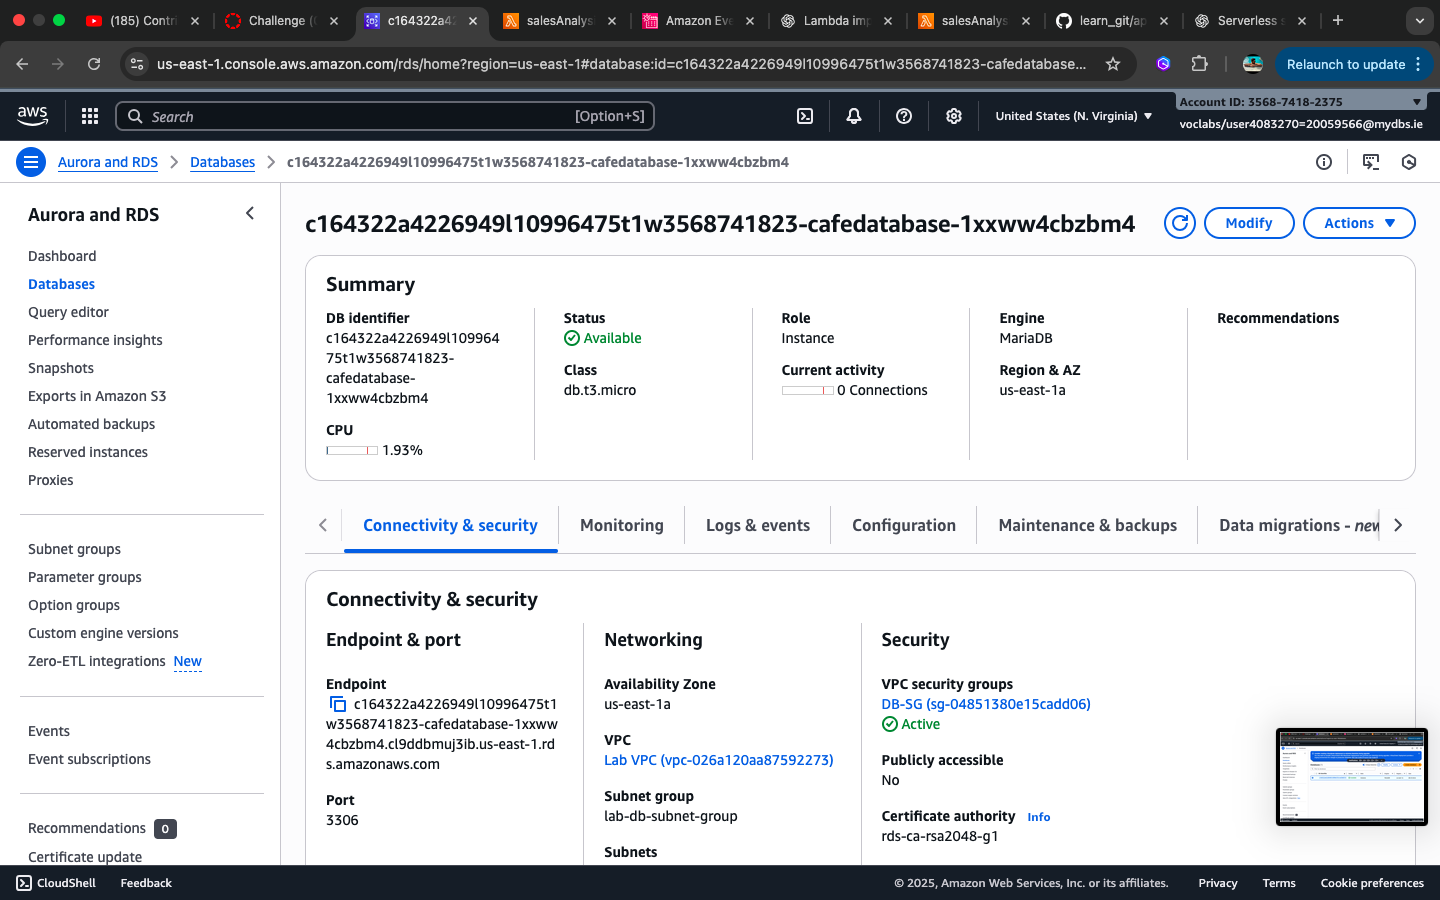 (185) Contri
Challenge (
c164322a42
salesAnalys
Amazon Eve
Lambda imp
salesAnalys
learn_git/ap
Serverless s
us-east-1.console.aws.amazon.com/rds/home?region=us-east-1#database:id=c164322a4226949l10996475t1w3568741823-cafedatabase...
Relaunch to update
aws
Search
[Option+S]
United States (N. Virginia)
Account ID: 3568-7418-2375
voclabs/user4083270=20059566@mydbs.ie
Aurora and RDS
Databases
c164322a4226949l10996475t1w3568741823-cafedatabase-1xxww4cbzbm4
Aurora and RDS
Dashboard
Databases
Query editor
Performance insights
Snapshots
Exports in Amazon S3
Automated backups
Reserved instances
Proxies
Subnet groups
Parameter groups
Option groups
Custom engine versions
Zero-ETL integrations New
Events
Event subscriptions
Recommendations 0
Certificate update
c164322a4226949l10996475t1w3568741823-cafedatabase-1xxww4cbzbm4
Modify
Actions
Summary
DB identifier
c164322a4226949l109964
75t1w3568741823-
cafedatabase-
1xxww4cbzbm4
CPU
1.93%
Status
Available
Class
db.t3.micro
Role
Instance
Current activity
0 Connections
Engine
MariaDB
Region & AZ
us-east-1a
Recommendations
Connectivity & security
Monitoring
Logs & events
Configuration
Maintenance & backups
Data migrations - new
Connectivity & security
Endpoint & port
Endpoint
c164322a4226949l10996475t1
w3568741823-cafedatabase-1xxww
4cbzbm4.cl9ddbmuj3ib.us-east-1.rd
s.amazonaws.com
Port
3306
Networking
Availability Zone
us-east-1a
VPC
Lab VPC (vpc-026a120aa87592273)
Subnet group
lab-db-subnet-group
Subnets
Security
VPC security groups
DB-SG (sg-04851380e15cadd06)
Active
Publicly accessible
No
Certificate authority Info
rds-ca-rsa2048-g1
CloudShell
Feedback
© 2025, Amazon Web Services, Inc. or its affiliates.
Privacy
Terms
Cookie preferences